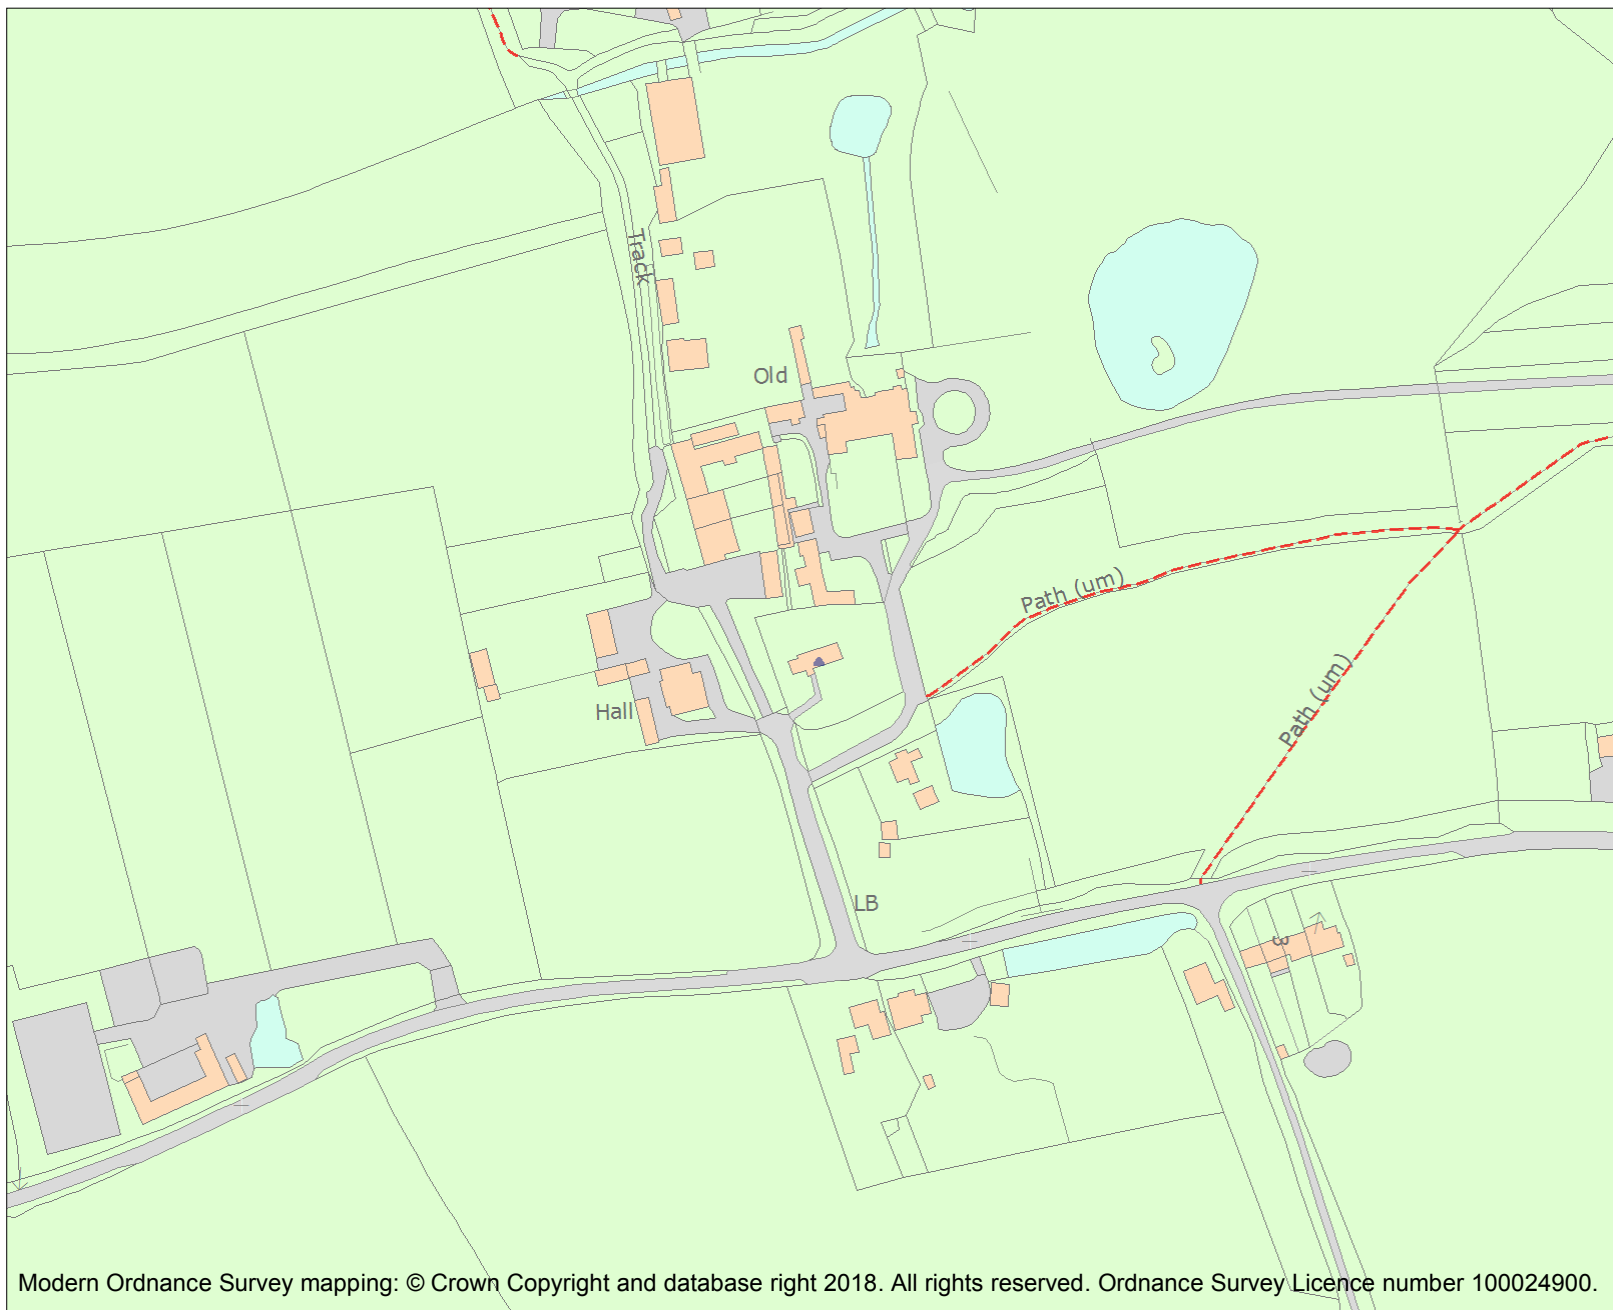 Track
Old
Path (um)
Path (um)
Hall
LB
3
Modern Ordnance Survey mapping: © Crown Copyright and database right 2018. All rights reserved. Ordnance Survey Licence number 100024900.